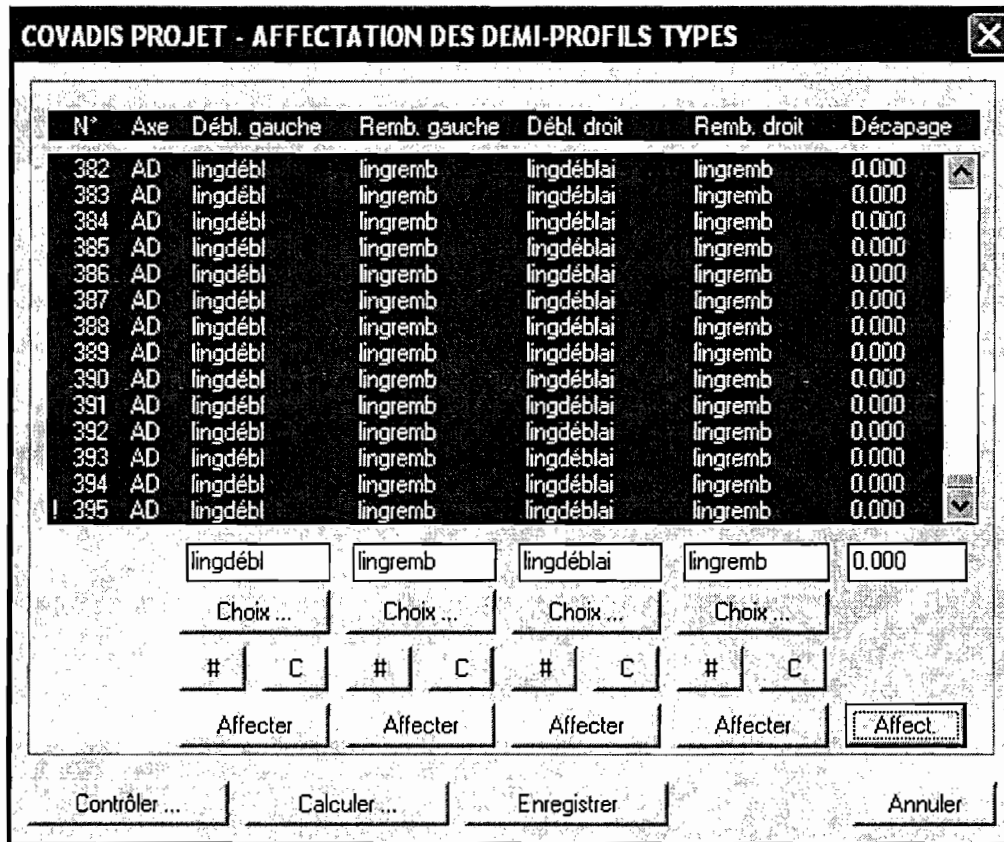 COVADIS PROJET - AFFECTATION DES DEMI-PROFILS TYPES
N° Axe Débl. gauche Remb. gauche Débl. droit Remb. droit Décapage
382 AD lingdébl lingremb lingdéblai lingremb 0.000
383 AD lingdébl lingremb lingdéblai lingremb 0.000
384 AD lingdébl lingremb lingdéblai lingremb 0.000
385 AD lingdébl lingremb lingdéblai lingremb 0.000
386 AD lingdébl lingremb lingdéblai lingremb 0.000
387 AD lingdébl lingremb lingdéblai lingremb 0.000
388 AD lingdébl lingremb lingdéblai lingremb 0.000
389 AD lingdébl lingremb lingdéblai lingremb 0.000
390 AD lingdébl lingremb lingdéblai lingremb 0.000
391 AD lingdébl lingremb lingdéblai lingremb 0.000
392 AD lingdébl lingremb lingdéblai lingremb 0.000
393 AD lingdébl lingremb lingdéblai lingremb 0.000
394 AD lingdébl lingremb lingdéblai lingremb 0.000
! 395 AD lingdébl lingremb lingdéblai lingremb 0.000
lingdébl lingremb lingdéblai lingremb 0.000
Choix ... Choix ... Choix ... Choix ...
# C # C # C # C
Affecter Affecter Affecter Affecter Affect.
Contrôler ... Calculer ... Enregistrer Annuler